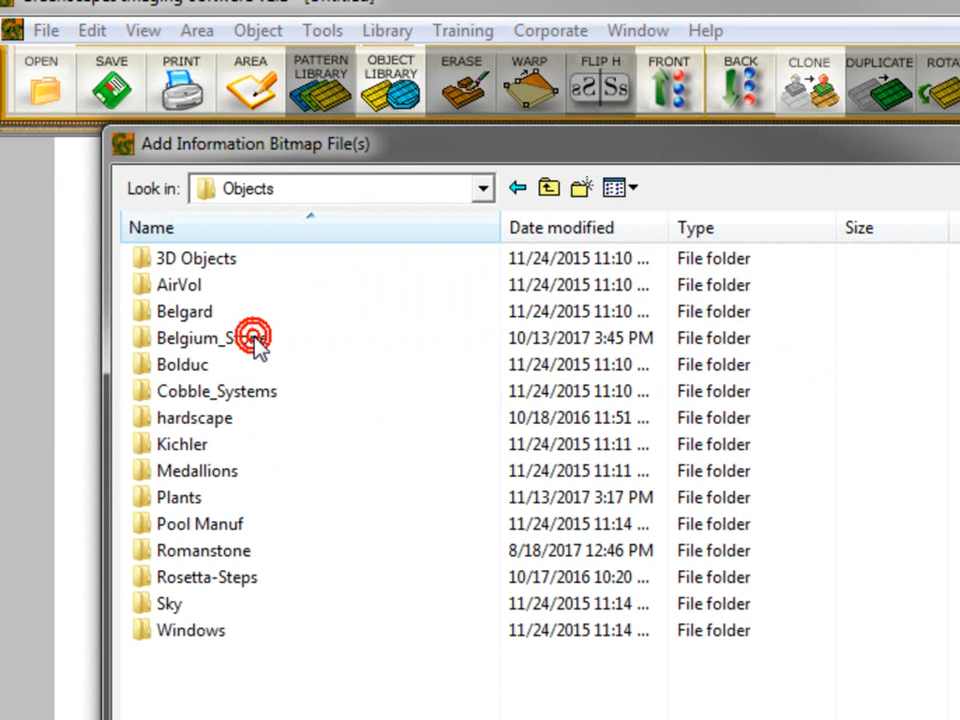 File Edit View Area Object Tools Library Training Corporate Window Help
OPEN SAVE PRINT AREA PATTERN LIBRARY OBJECT LIBRARY ERASE WARP FLIP H FRONT BACK CLONE DUPLICATE
Add Information Bitmap File(s)
Look in: Objects
Name Date modified Type Size
3D Objects 11/24/2015 11:10 ... File folder
AirVol 11/24/2015 11:10 ... File folder
Belgard 11/24/2015 11:10 ... File folder
10/13/2017 3:45 PM File folder
Bolduc 11/24/2015 11:10 ... File folder
Cobble_Systems 11/24/2015 11:10 ... File folder
hardscape 10/18/2016 11:51 ... File folder
Kichler 11/24/2015 11:11 ... File folder
Medallions 11/24/2015 11:11 ... File folder
Plants 11/13/2017 3:17 PM File folder
Pool Manuf 11/24/2015 11:14 ... File folder
Romanstone 8/18/2017 12:46 PM File folder
Rosetta-Steps 10/17/2016 10:20 ... File folder
Sky 11/24/2015 11:14 ... File folder
Windows 11/24/2015 11:14 ... File folder